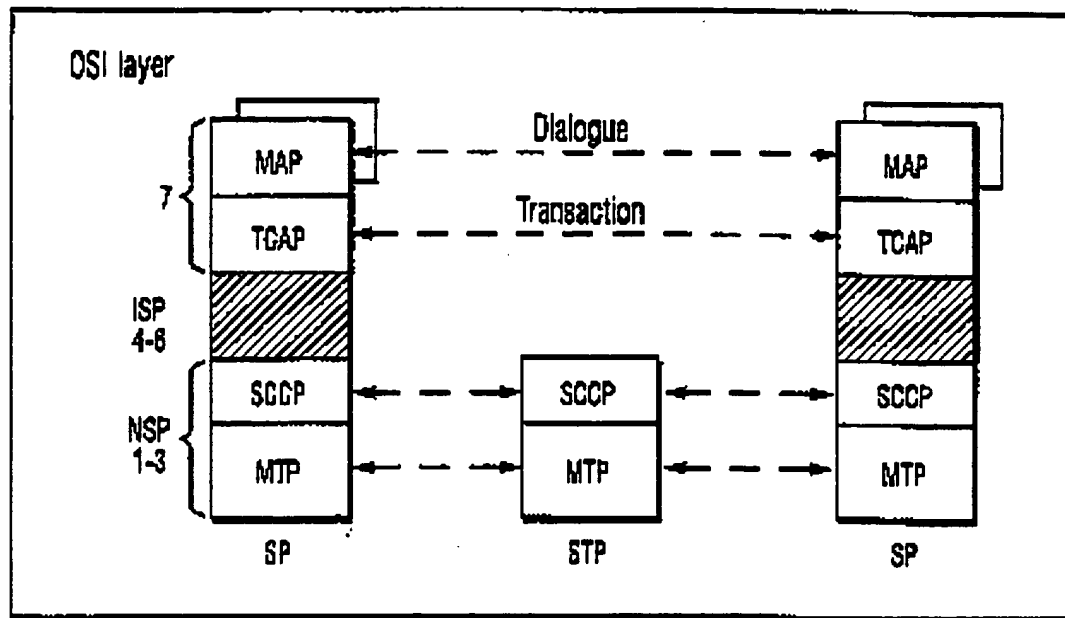 OSI layer
Dialogue
MAP
MAP
7
Transaction
TCAP
TCAP
ISP
4-6
SCCP
SCCP
SCCP
NSP
1-3
MTP
MTP
MTP
SP
STP
SP